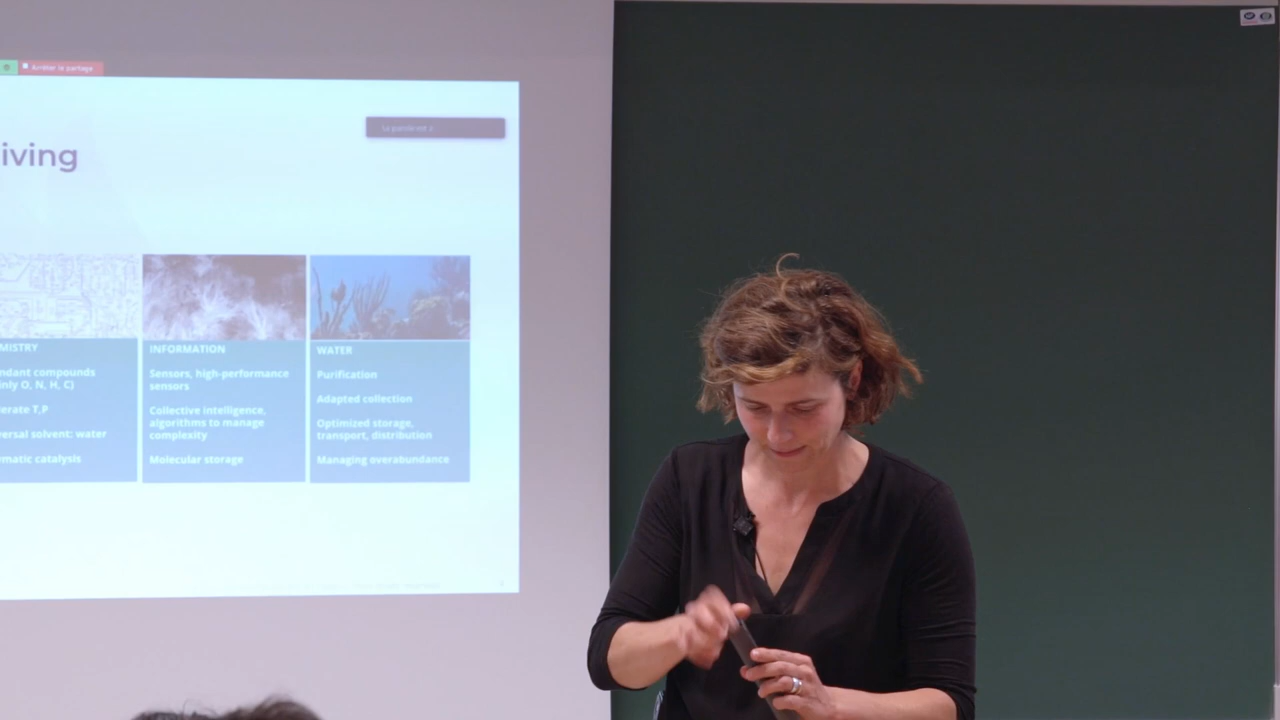 Arrêter le partage
iving
MISTRY
ndant compounds
inly O, N, H, C)
erate T,P
ersal solvent: water
matic catalysis
INFORMATION
Sensors, high-performance
sensors
Collective intelligence,
algorithms to manage
complexity
Molecular storage
WATER
Purification
Adapted collection
Optimized storage,
transport, distribution
Managing overabundance